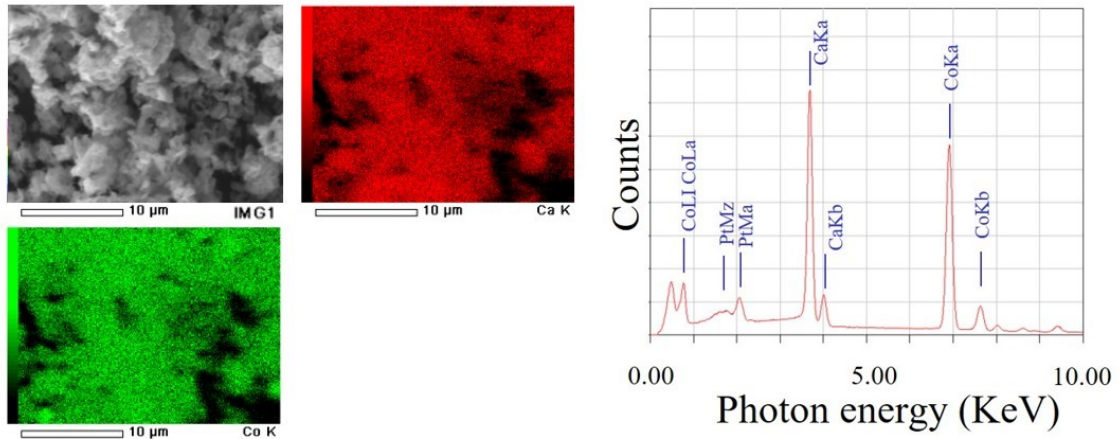 10 µm
IMG1
10 µm
Ca K
10 µm
Co K
Counts
CoLl CoLa
PtMz
PtMa
CaKa
CaKb
CoKa
CoKb
0.00
5.00
10.00
Photon energy (KeV)